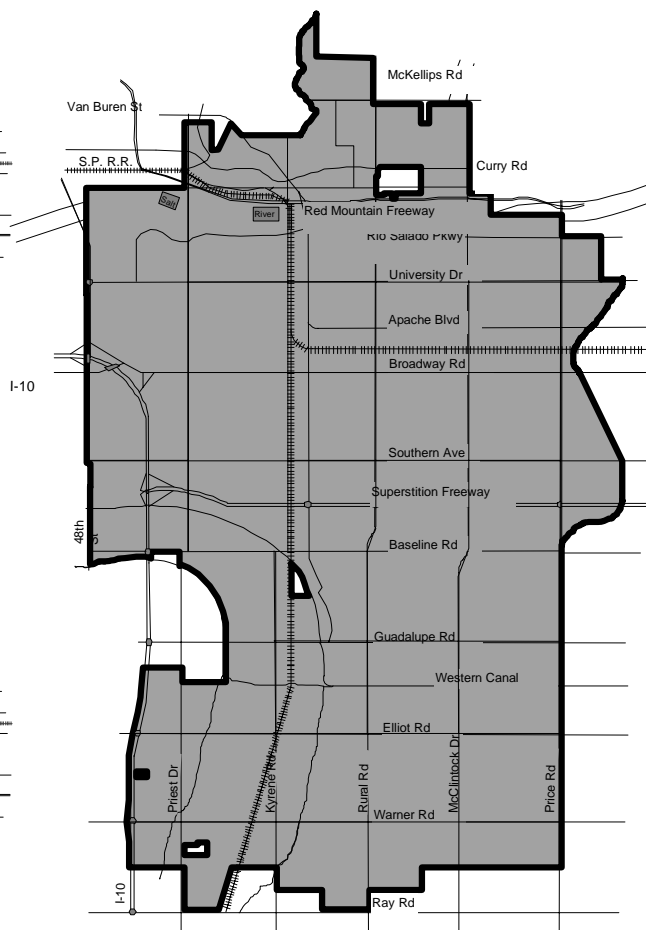 McKellips Rd
Van Buren St
S.P. R.R.
Curry Rd
Salt
River
Red Mountain Freeway
Rio Salado Pkwy
University Dr
Apache Blvd
Broadway Rd
I-10
Southern Ave
Superstition Freeway
48th
St
Baseline Rd
Guadalupe Rd
Western Canal
Elliot Rd
Priest Dr
Kyrene Rd
Rural Rd
McClintock Dr
Price Rd
Warner Rd
I-10
Ray Rd